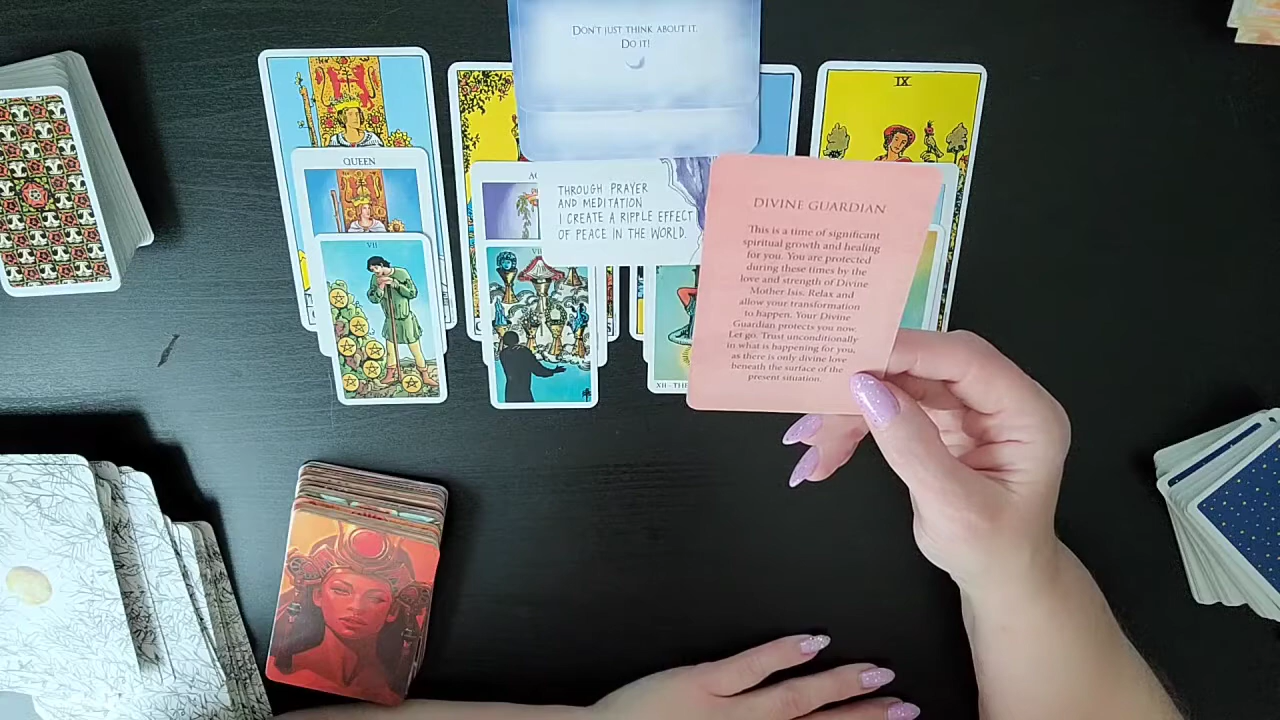 DON'T JUST THINK ABOUT IT.
DO IT!
IX
QUEEN
THROUGH PRAYER
AND MEDITATION
I CREATE A RIPPLE EFFECT
OF PEACE IN THE WORLD.
DIVINE GUARDIAN
This is a time of significant
spiritual growth and healing
for you. You are protected
during these times by the
love and strength of Divine
Mother Isis. Relax and
allow your transformation
to happen. Your Divine
Guardian protects you now.
Let go. Trust unconditionally
in what is happening for you,
as there is only divine love
beneath the surface of the
present situation.
VII
XII - THE